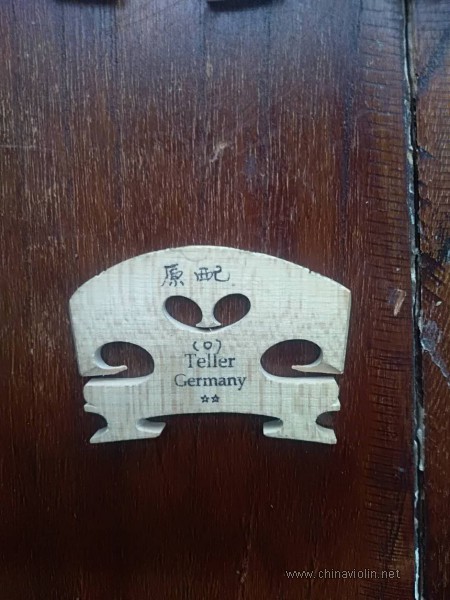 原配
(O)
Teller
Germany
☆☆
www.chinaviolin.net